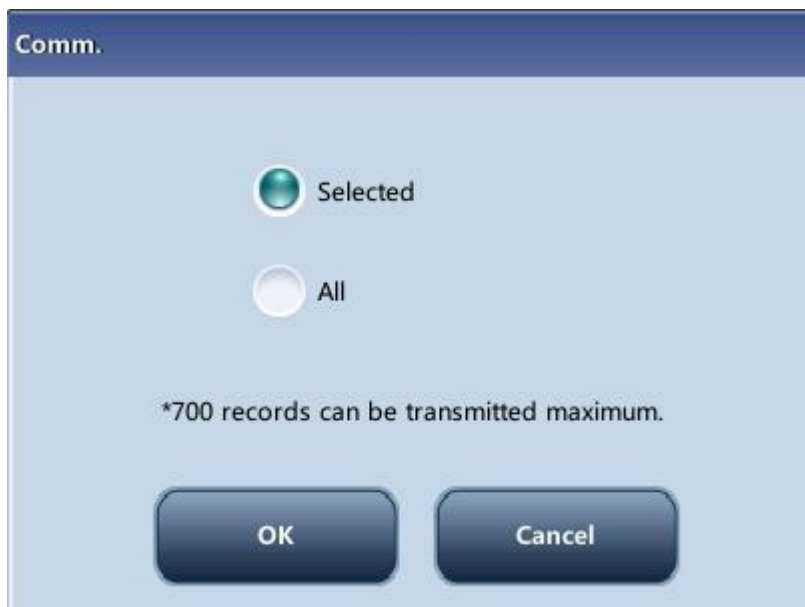 Comm.
Selected
All
*700 records can be transmitted maximum.
OK
Cancel